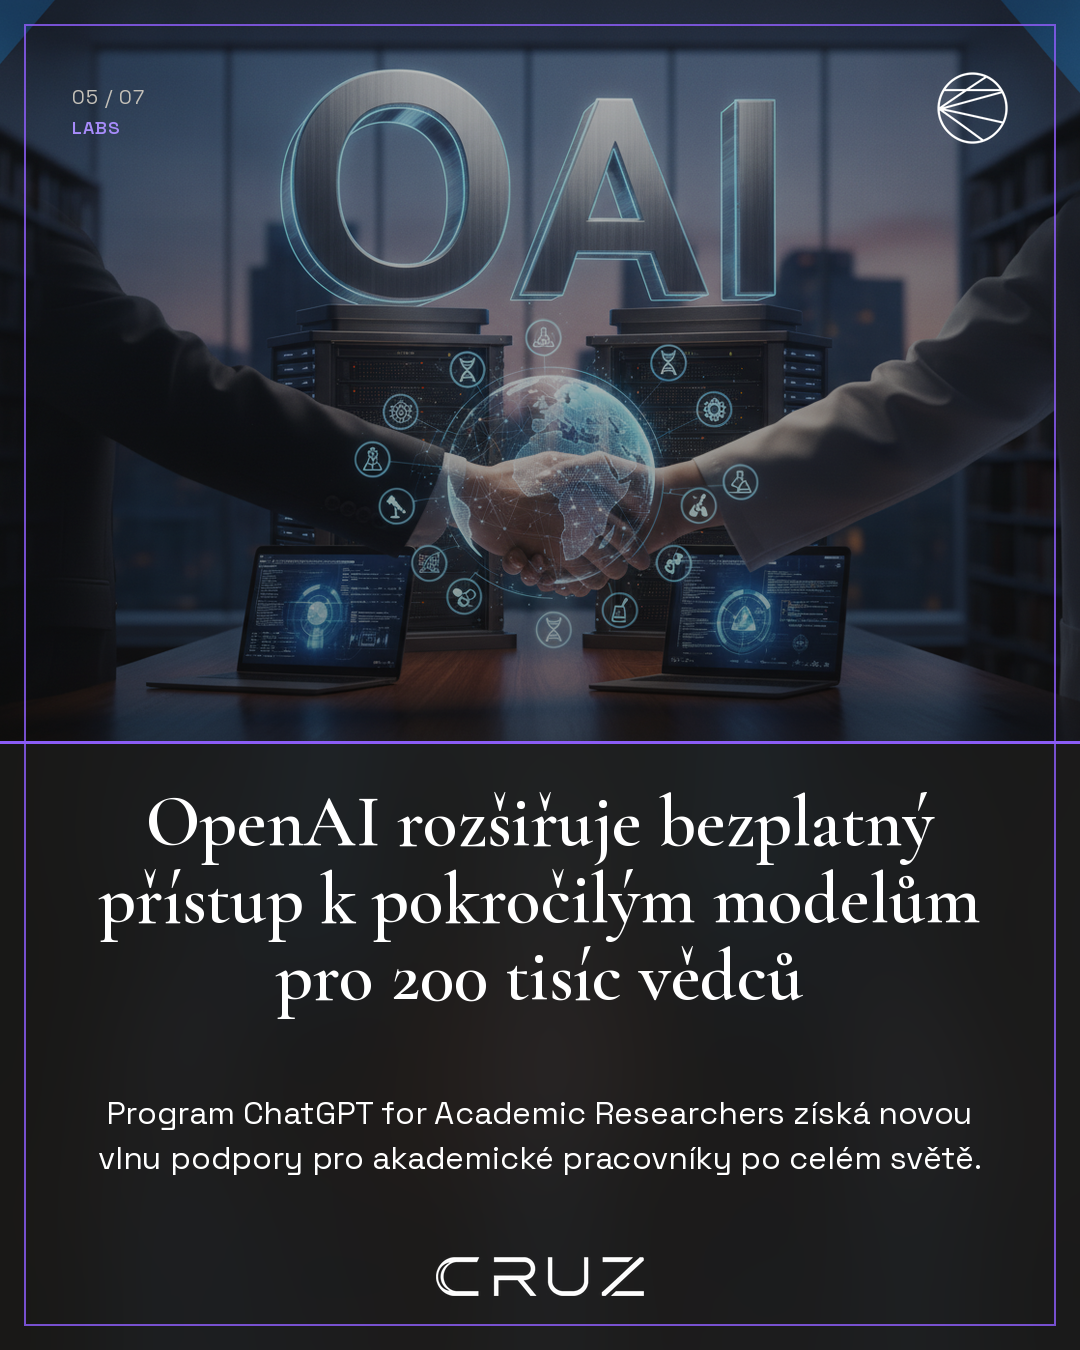 05 / 07
LABS
OAI
OpenAI rozšiřuje bezplatný
přístup k pokročilým modelům
pro 200 tisíc vědců
Program ChatGPT for Academic Researchers získá novou
vlnu podpory pro akademické pracovníky po celém světě.
CRUZ